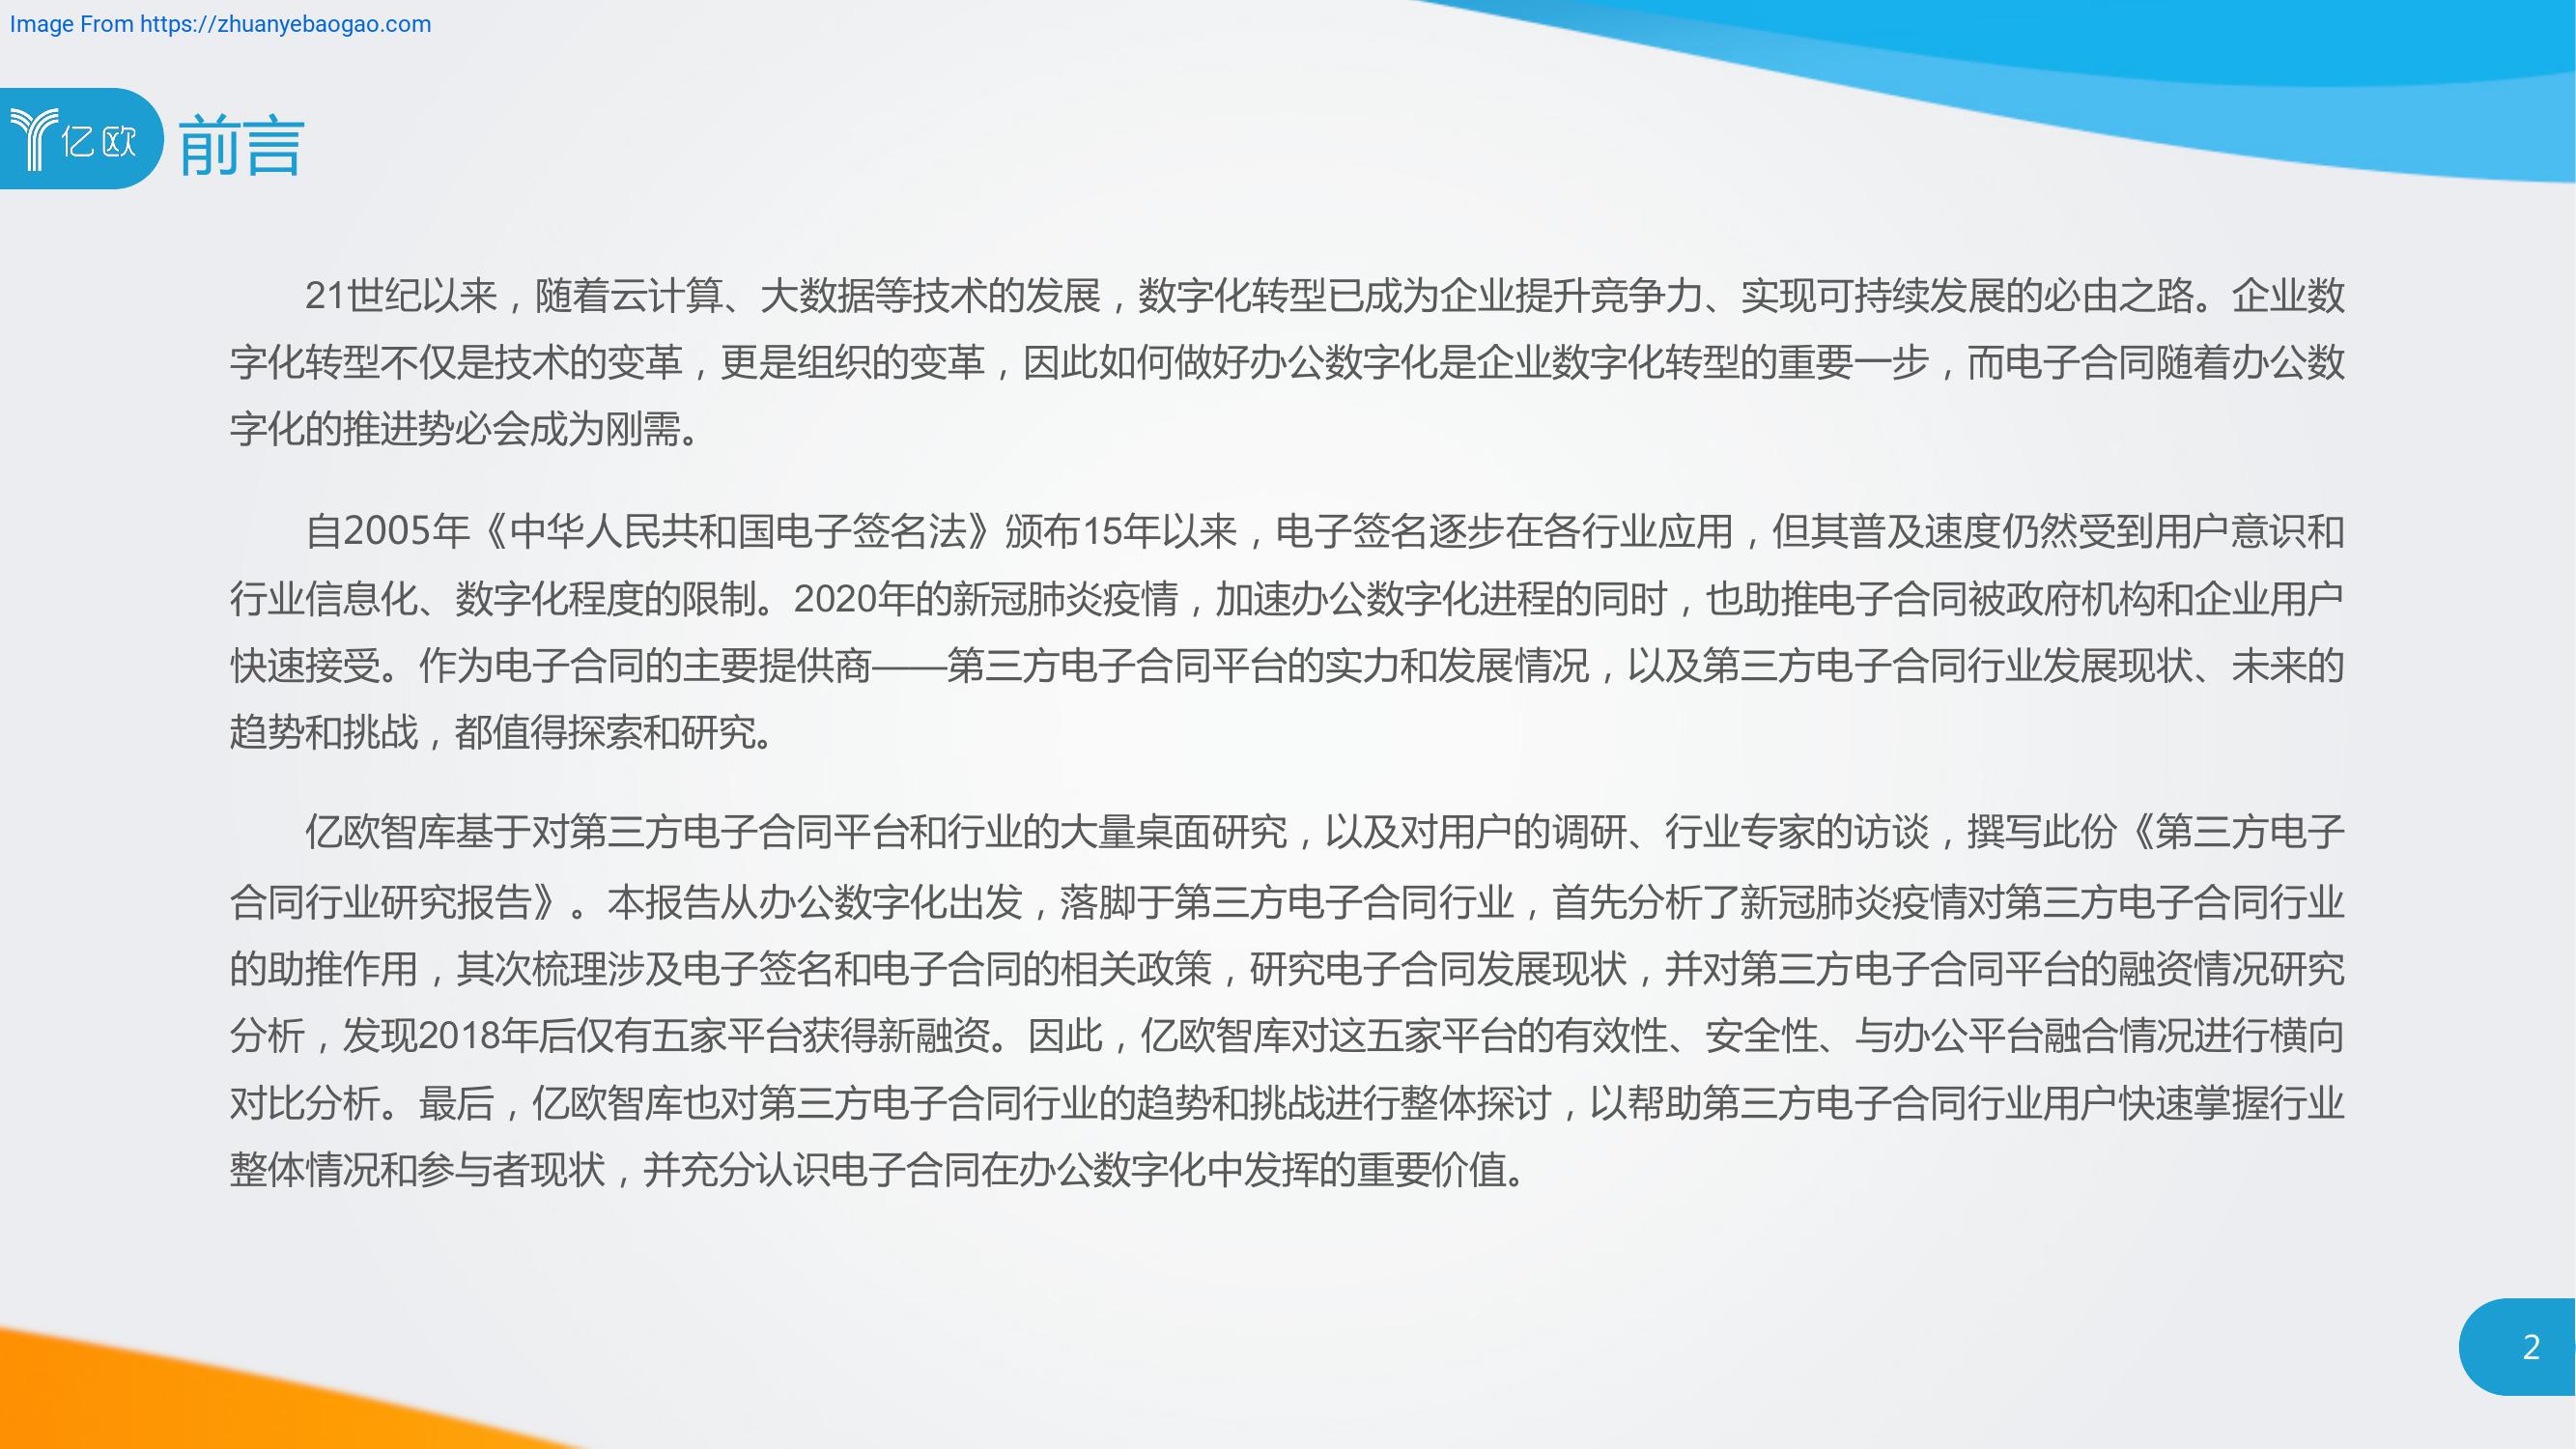 Image From https://zhuanyebaogao.com
亿欧
前言
21世纪以来，随着云计算、大数据等技术的发展，数字化转型已成为企业提升竞争力、实现可持续发展的必由之路。企业数
字化转型不仅是技术的变革，更是组织的变革，因此如何做好办公数字化是企业数字化转型的重要一步，而电子合同随着办公数
字化的推进势必会成为刚需。
自2005年《中华人民共和国电子签名法》颁布15年以来，电子签名逐步在各行业应用，但其普及速度仍然受到用户意识和
行业信息化、数字化程度的限制。2020年的新冠肺炎疫情，加速办公数字化进程的同时，也助推电子合同被政府机构和企业用户
快速接受。作为电子合同的主要提供商——第三方电子合同平台的实力和发展情况，以及第三方电子合同行业发展现状、未来的
趋势和挑战，都值得探索和研究。
亿欧智库基于对第三方电子合同平台和行业的大量桌面研究，以及对用户的调研、行业专家的访谈，撰写此份《第三方电子
合同行业研究报告》。本报告从办公数字化出发，落脚于第三方电子合同行业，首先分析了新冠肺炎疫情对第三方电子合同行业
的助推作用，其次梳理涉及电子签名和电子合同的相关政策，研究电子合同发展现状，并对第三方电子合同平台的融资情况研究
分析，发现2018年后仅有五家平台获得新融资。因此，亿欧智库对这五家平台的有效性、安全性、与办公平台融合情况进行横向
对比分析。最后，亿欧智库也对第三方电子合同行业的趋势和挑战进行整体探讨，以帮助第三方电子合同行业用户快速掌握行业
整体情况和参与者现状，并充分认识电子合同在办公数字化中发挥的重要价值。
2